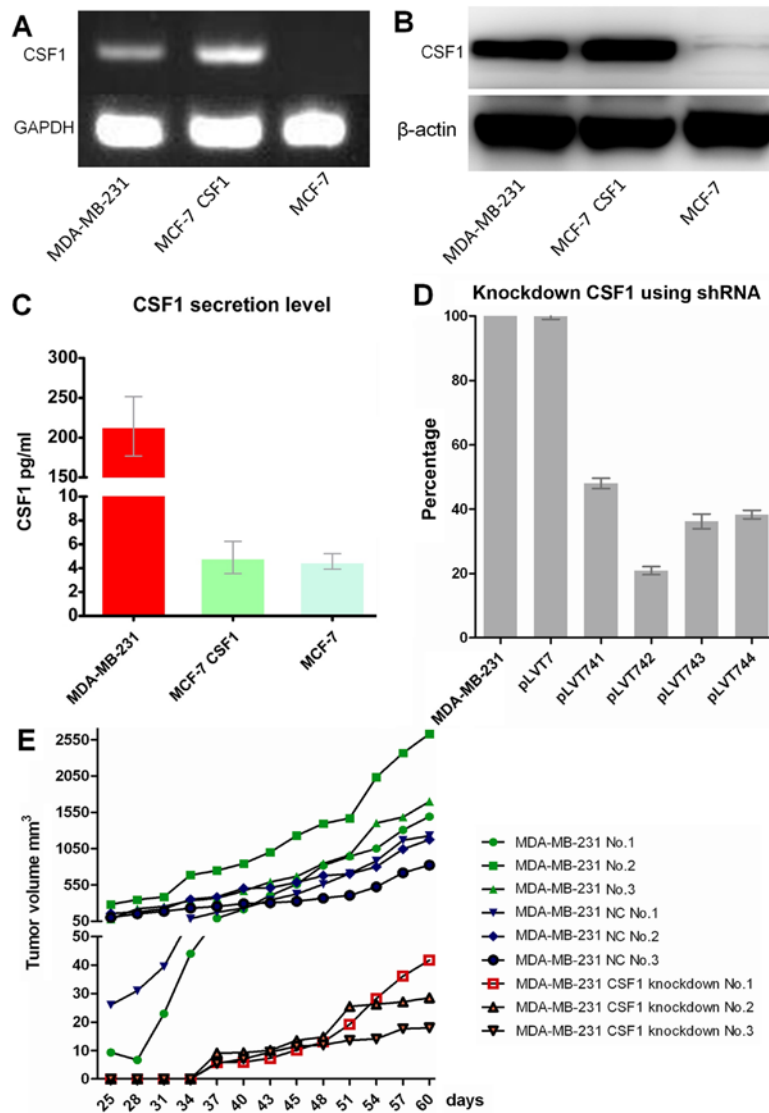 A
CSF1
GAPDH
MDA-MB-231
MCF-7 CSF1
MCF-7
B
CSF1
β-actin
MDA-MB-231
MCF-7 CSF1
MCF-7
C
CSF1 secretion level
CSF1 pg/ml
300
250
200
150
10
8
6
4
2
0
MDA-MB-231
MCF-7 CSF1
MCF-7
D
Knockdown CSF1 using shRNA
Percentage
100
80
60
40
20
0
MDA-MB-231
pLVT7
pLVT741
pLVT742
pLVT743
pLVT744
E
Tumor volume mm³
2550
2050
1550
1050
550
50
50
40
30
20
10
0
25 28 31 34 37 40 43 45 48 51 54 57 60 days
MDA-MB-231 No.1
MDA-MB-231 No.2
MDA-MB-231 No.3
MDA-MB-231 NC No.1
MDA-MB-231 NC No.2
MDA-MB-231 NC No.3
MDA-MB-231 CSF1 knockdown No.1
MDA-MB-231 CSF1 knockdown No.2
MDA-MB-231 CSF1 knockdown No.3